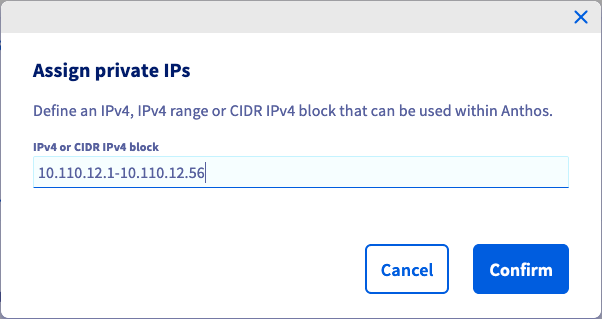 Assign private IPs
Define an IPv4, IPv4 range or CIDR IPv4 block that can be used within Anthos.
IPv4 or CIDR IPv4 block
10.110.12.1-10.110.12.56
Cancel
Confirm